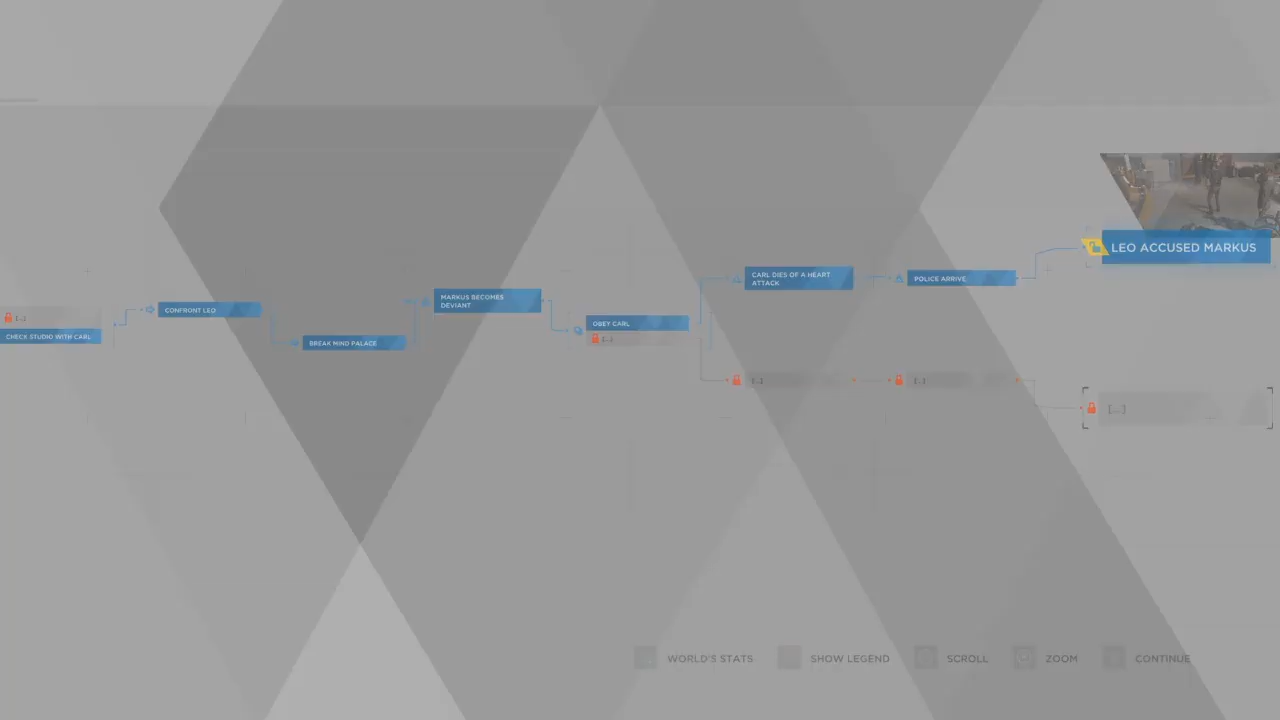 [...]
CHECK STUDIO WITH CARL
CONFRONT LEO
BREAK MIND PALACE
MARKUS BECOMES
DEVIANT
OBEY CARL
[...]
CARL DIES OF A HEART
ATTACK
POLICE ARRIVE
LEO ACCUSED MARKUS
[...]
[...]
[...]
WORLD'S STATS
SHOW LEGEND
SCROLL
ZOOM
CONTINUE